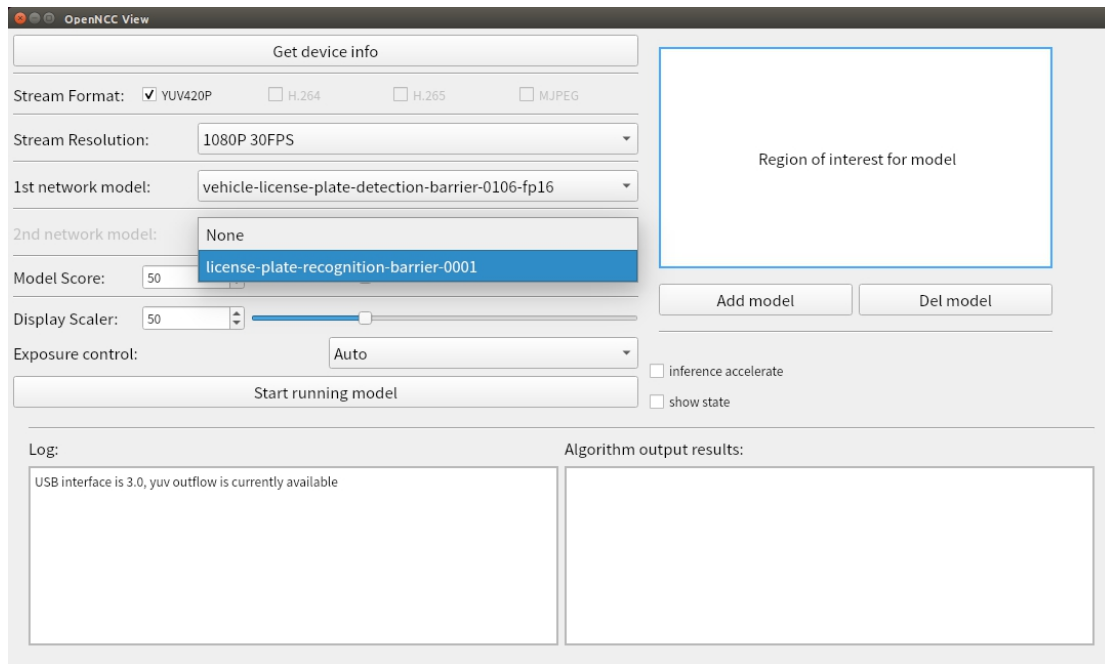 OpenNCC View
Get device info
Stream Format: YUV420P H.264 H.265 MJPEG
Stream Resolution: 1080P 30FPS
1st network model: vehicle-license-plate-detection-barrier-0106-fp16
2nd network model:
None
license-plate-recognition-barrier-0001
Model Score: 50
Display Scaler: 50
Exposure control: Auto
Start running model
Region of interest for model
Add model Del model
inference accelerate
show state
Log:
USB interface is 3.0, yuv outflow is currently available
Algorithm output results: